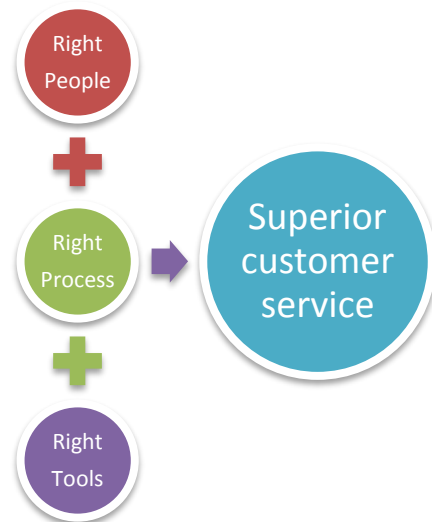 Right
People
Right
Process
Right
Tools
Superior
customer
service